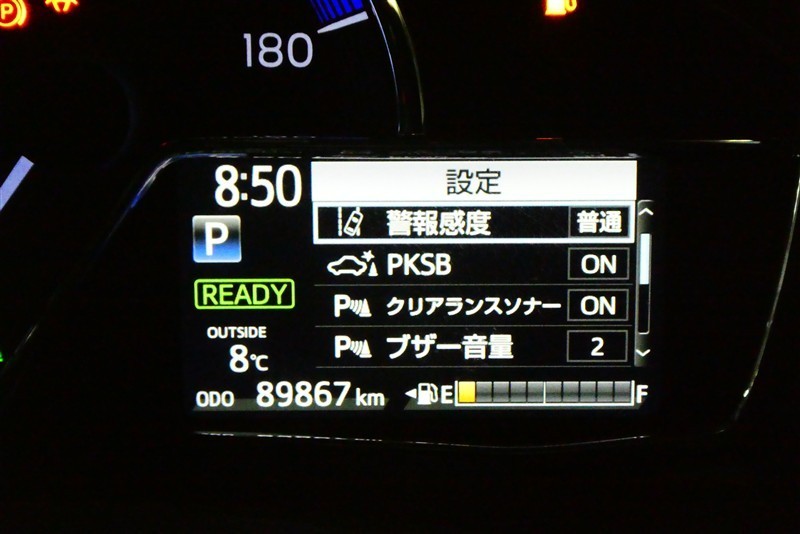 P
180
8:50
設定
警報感度 普通
P
PKSB ON
READY
P クリアランスソナー ON
OUTSIDE
8℃
P ブザー音量 2
ODO 89867 km
E F